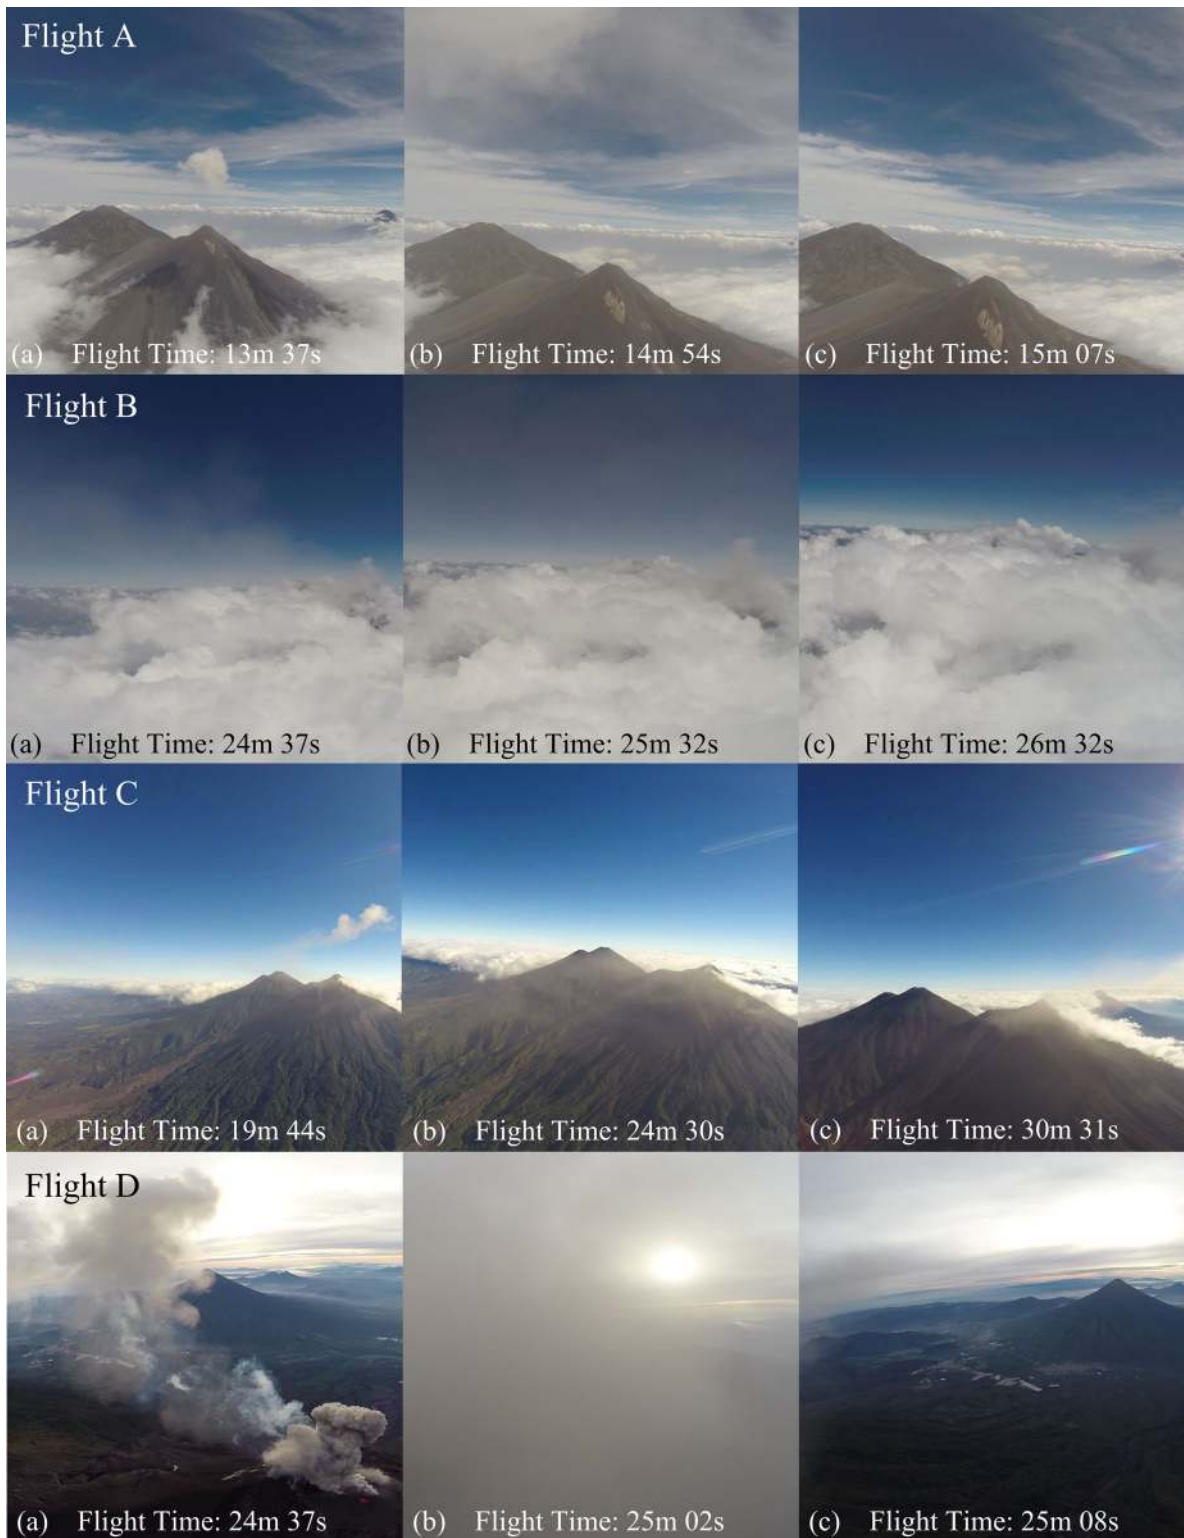 Flight A
(a) Flight Time: 13m 37s
(b) Flight Time: 14m 54s
(c) Flight Time: 15m 07s
Flight B
(a) Flight Time: 24m 37s
(b) Flight Time: 25m 32s
(c) Flight Time: 26m 32s
Flight C
(a) Flight Time: 19m 44s
(b) Flight Time: 24m 30s
(c) Flight Time: 30m 31s
Flight D
(a) Flight Time: 24m 37s
(b) Flight Time: 25m 02s
(c) Flight Time: 25m 08s